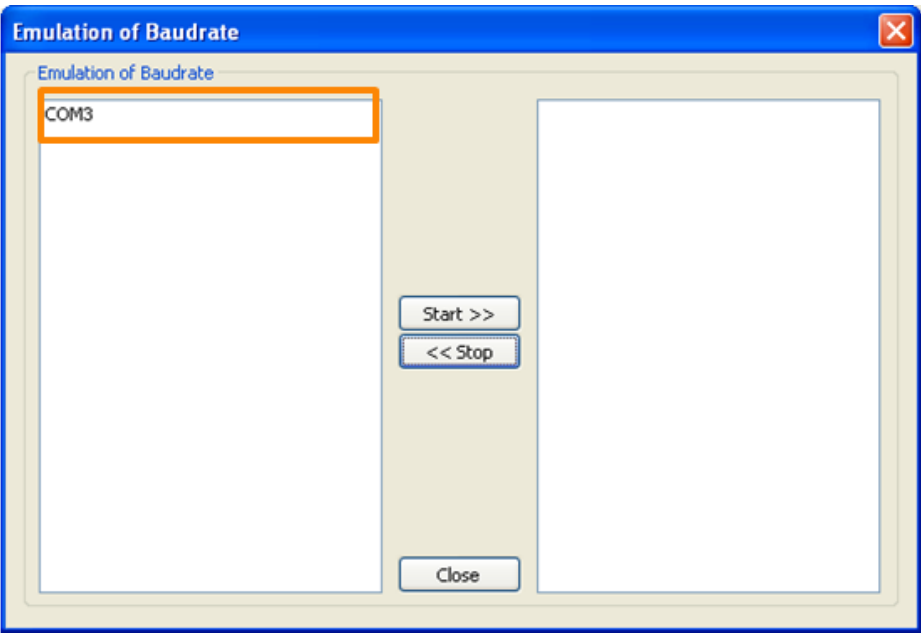 Emulation of Baudrate
Emulation of Baudrate
COM3
Start >>
<< Stop
Close